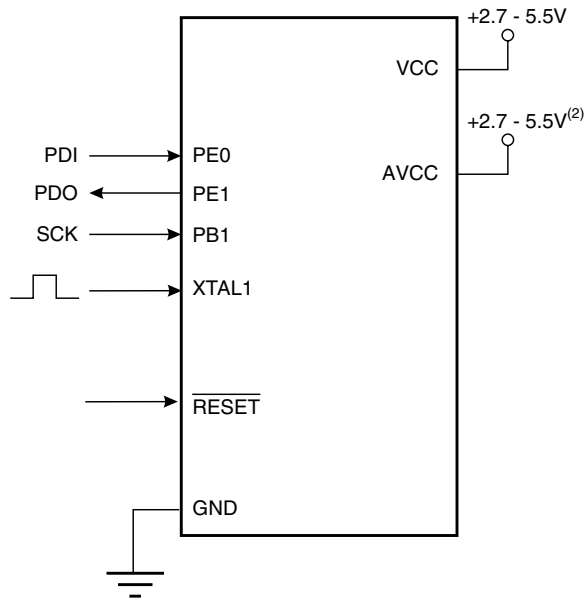 +2.7 - 5.5V
VCC
+2.7 - 5.5V(2)
AVCC
PDI PE0
PDO PE1
SCK PB1
XTAL1
RESET
GND